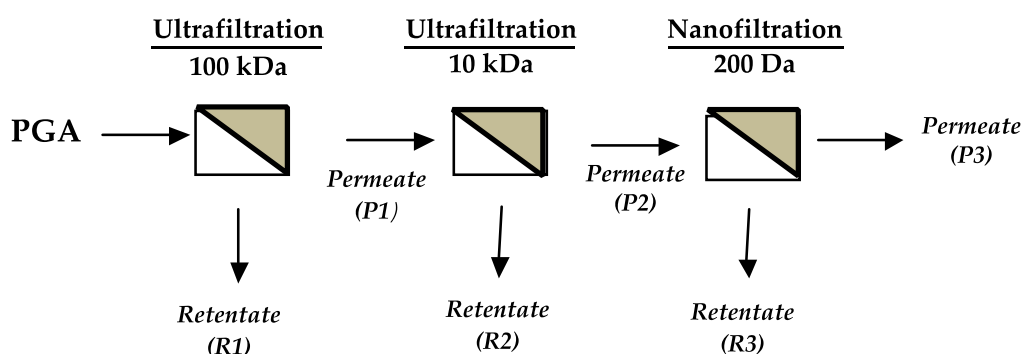 Ultrafiltration
100 kDa
Ultrafiltration
10 kDa
Nanofiltration
200 Da
PGA
Permeate
(P1)
Permeate
(P2)
Permeate
(P3)
Retentate
(R1)
Retentate
(R2)
Retentate
(R3)